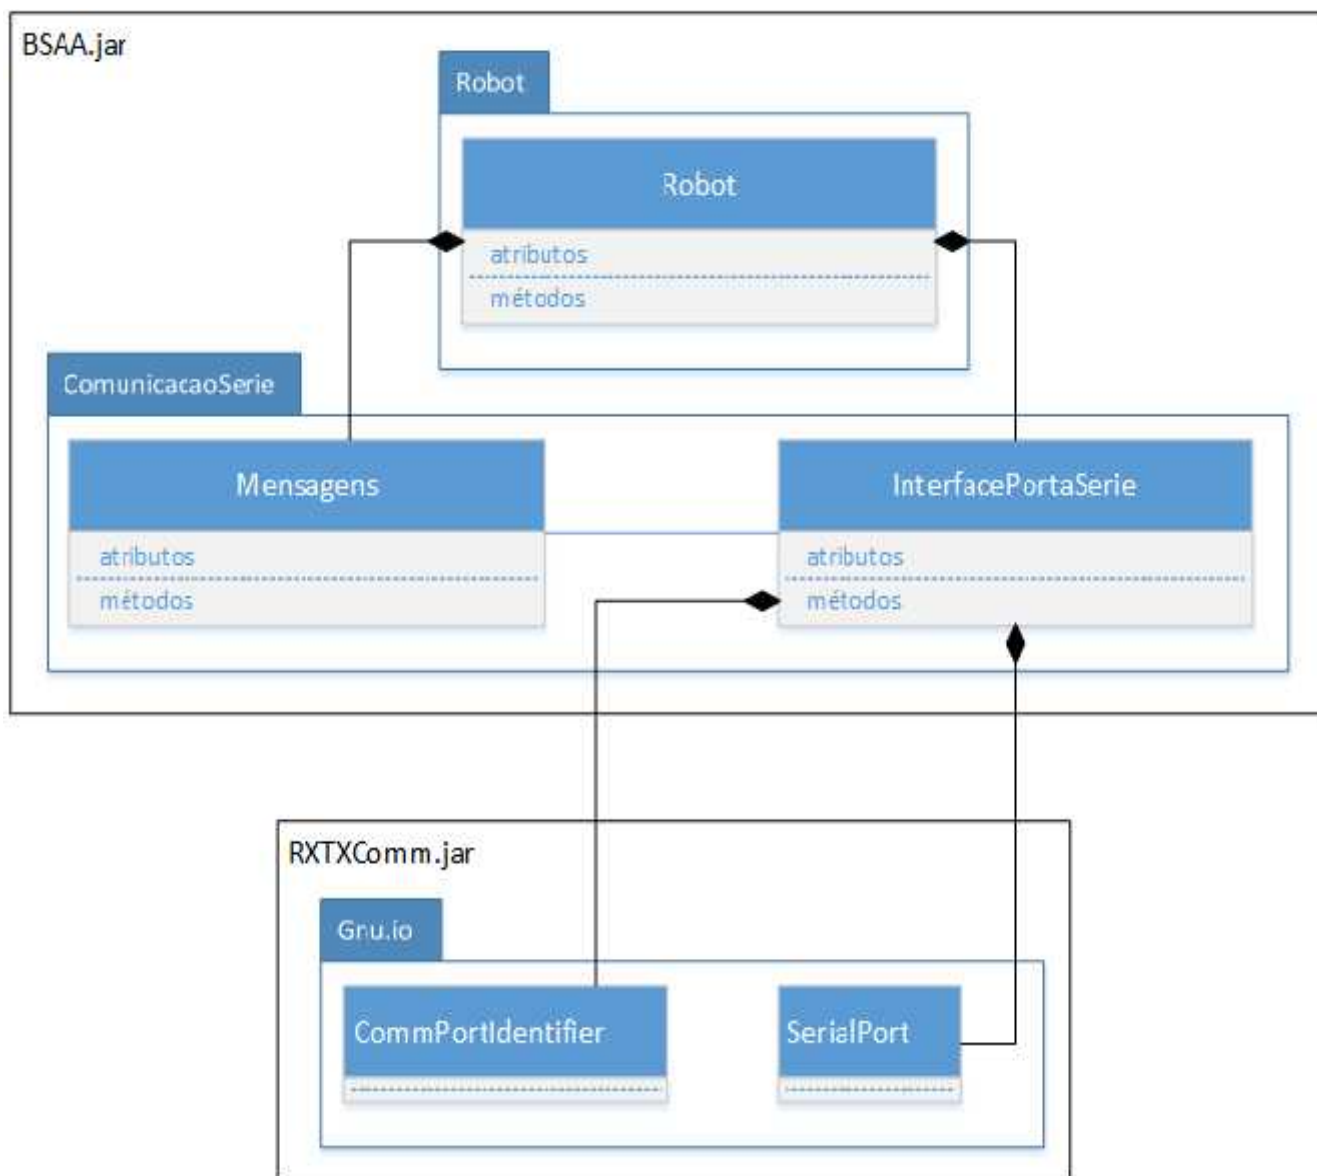 BSAA.jar
Robot
Robot
atributos
métodos
ComunicacaoSerie
Mensagens
atributos
métodos
InterfacePortaSerie
atributos
métodos
RXTXComm.jar
Gnu.io
CommPortIdentifier
SerialPort